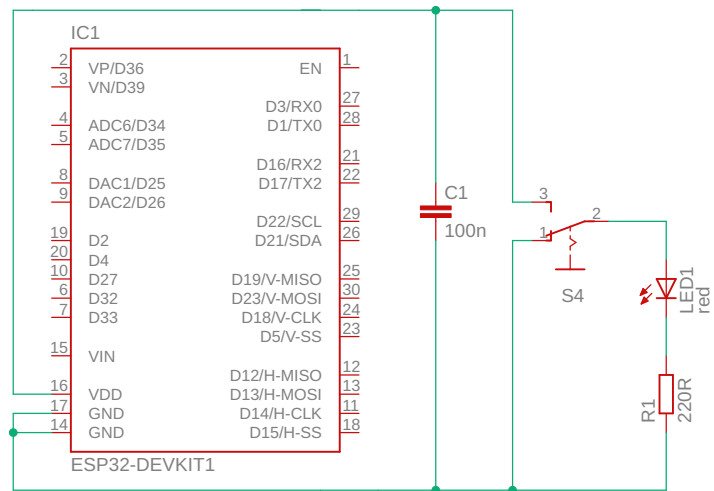 IC1
2 VP/D36 EN 1
3 VN/D39
D3/RX0 27
4 ADC6/D34 D1/TX0 28
5 ADC7/D35
D16/RX2 21
8 DAC1/D25 D17/TX2 22
9 DAC2/D26
D22/SCL 29
19 D2 D21/SDA 26
20 D4
10 D27 D19/V-MISO 25
6 D32 D23/V-MOSI 30
7 D33 D18/V-CLK 24
D5/V-SS 23
15 VIN
D12/H-MISO 12
16 VDD D13/H-MOSI 13
17 GND D14/H-CLK 11
14 GND D15/H-SS 18
ESP32-DEVKIT1
C1
100n
3
2
1
S4
LED1
red
R1
220R